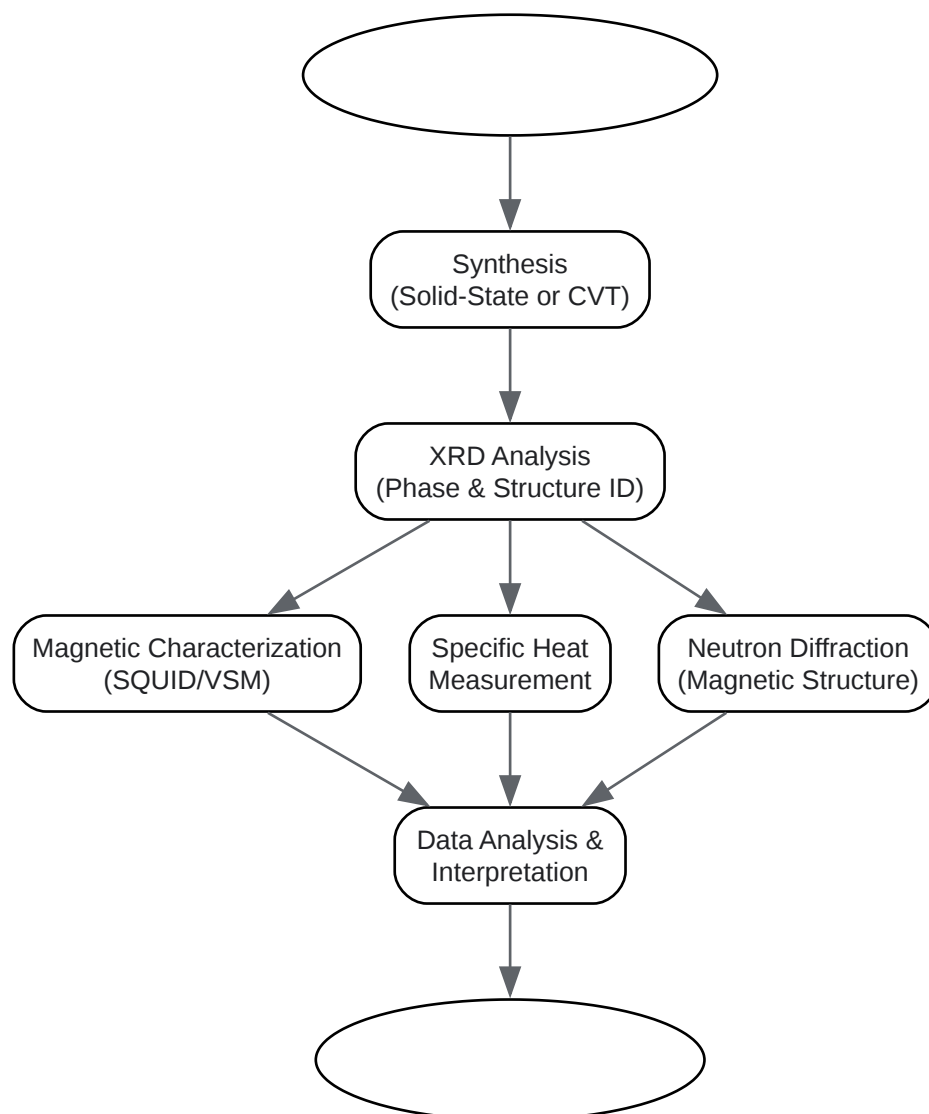 Synthesis
(Solid-State or CVT)
XRD Analysis
(Phase & Structure ID)
Magnetic Characterization
(SQUID/VSM)
Specific Heat
Measurement
Neutron Diffraction
(Magnetic Structure)
Data Analysis &
Interpretation